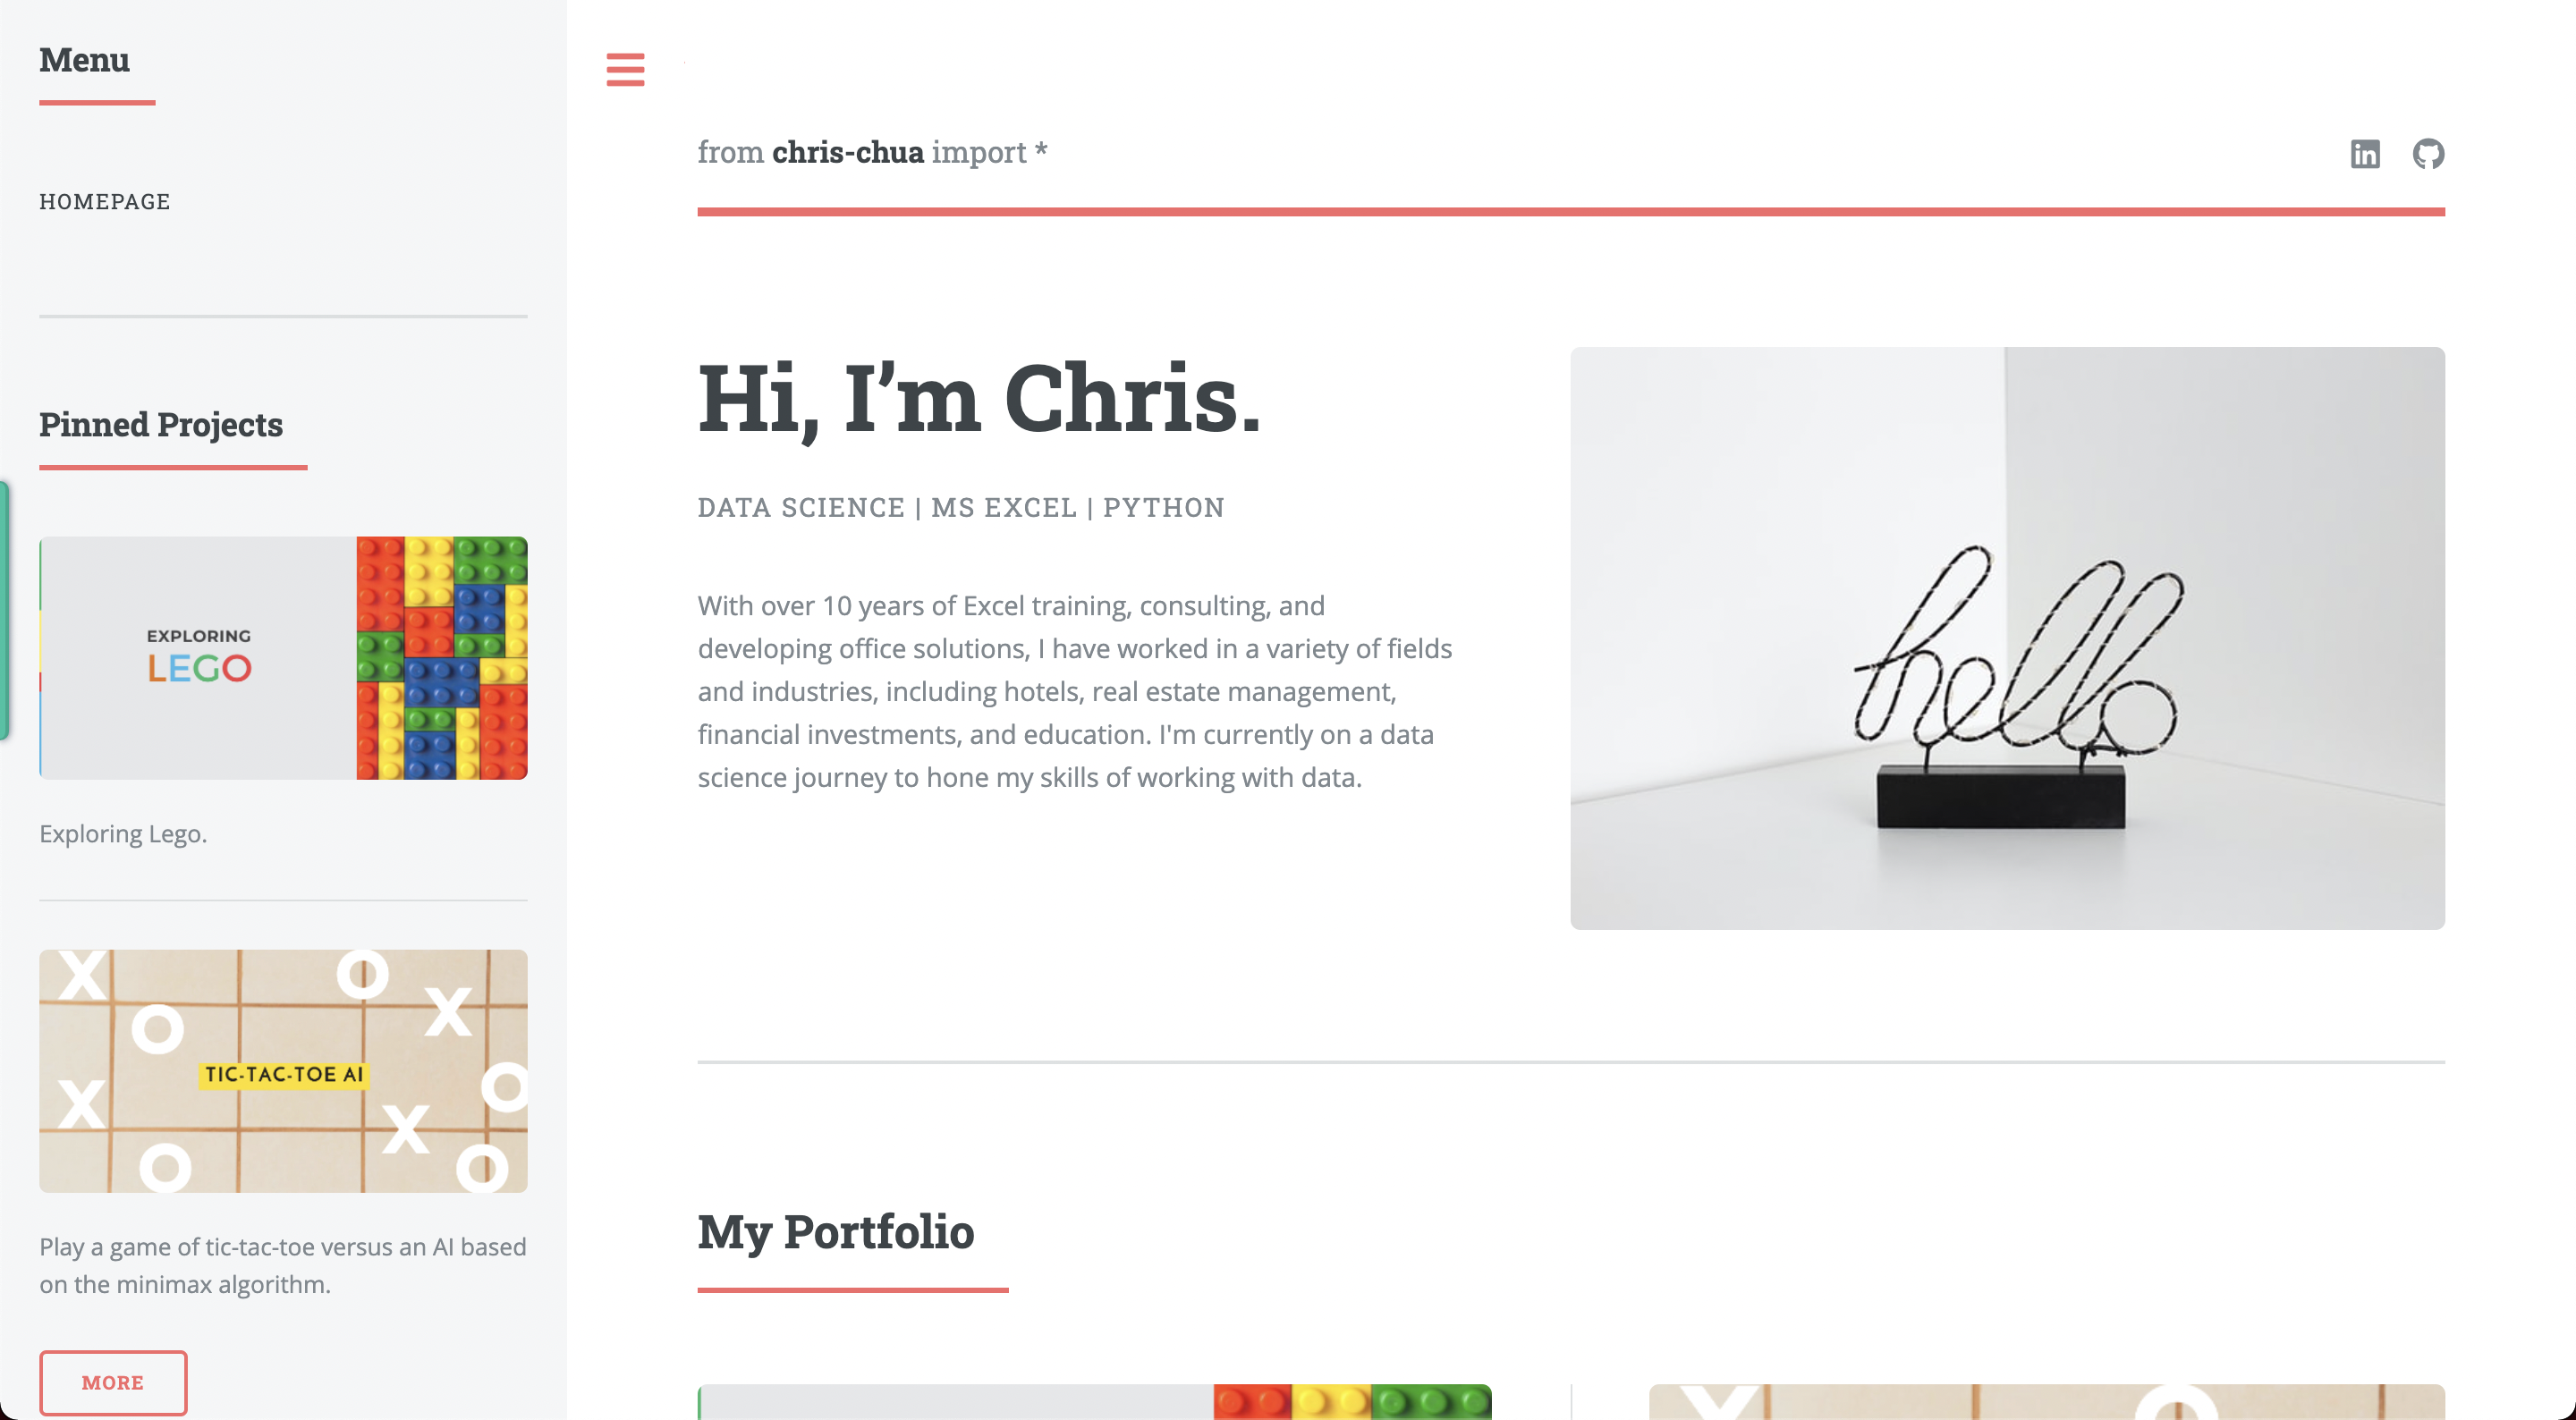 Menu
HOMEPAGE
Pinned Projects
EXPLORING
LEGO
Exploring Lego.
X O X O
TIC-TAC-TOE AI
X O X O O
Play a game of tic-tac-toe versus an AI based
on the minimax algorithm.
MORE
from chris-chua import *
in
Hi, I’m Chris.
DATA SCIENCE | MS EXCEL | PYTHON
With over 10 years of Excel training, consulting, and
developing office solutions, I have worked in a variety of fields
and industries, including hotels, real estate management,
financial investments, and education. I'm currently on a data
science journey to hone my skills of working with data.
hello
My Portfolio